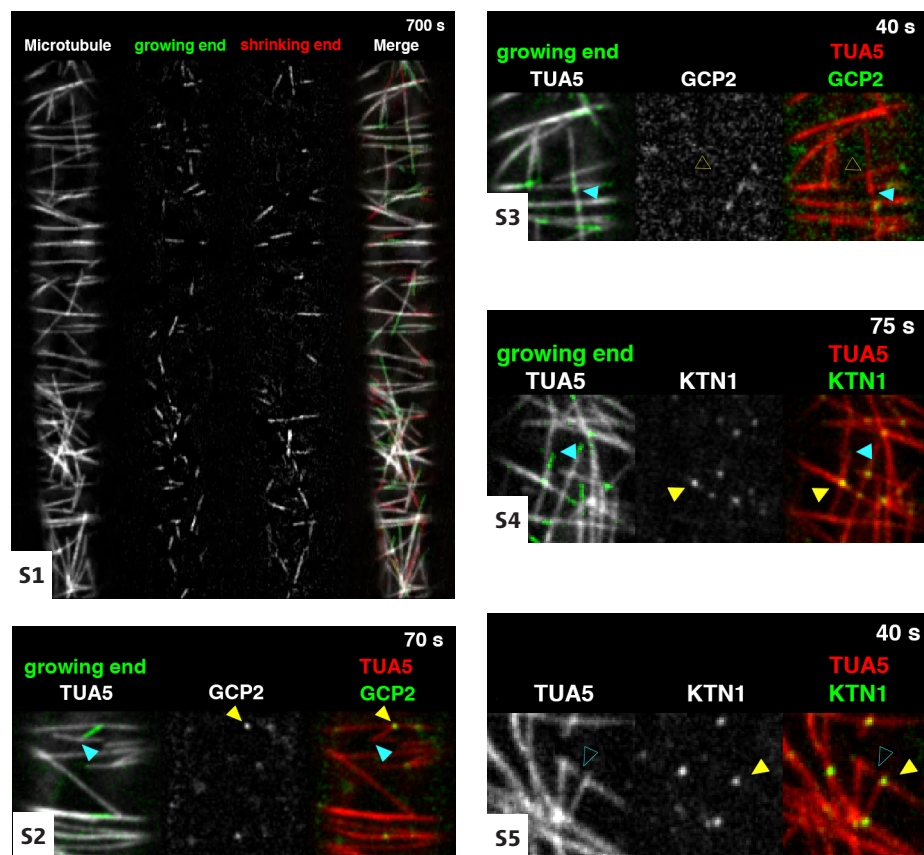 700 s
Microtubule growing end shrinking end Merge
S1
70 s
growing end TUA5
TUA5 GCP2 GCP2
S2
40 s
growing end TUA5
TUA5 GCP2 GCP2
S3
75 s
growing end TUA5
TUA5 KTN1 KTN1
S4
40 s
TUA5
TUA5 KTN1 KTN1
S5